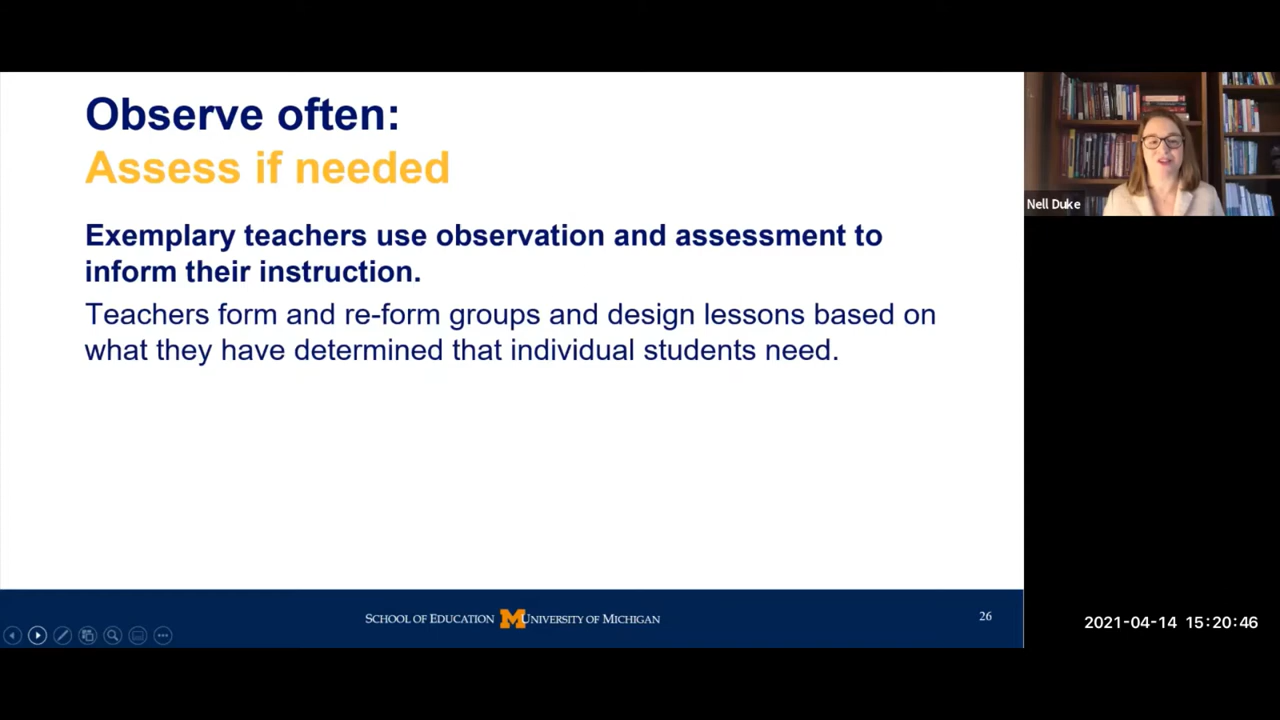 Observe often:
Assess if needed
Exemplary teachers use observation and assessment to
inform their instruction.
Teachers form and re-form groups and design lessons based on
what they have determined that individual students need.
Nell Duke
SCHOOL OF EDUCATION M UNIVERSITY OF MICHIGAN
26
2021-04-14 15:20:46